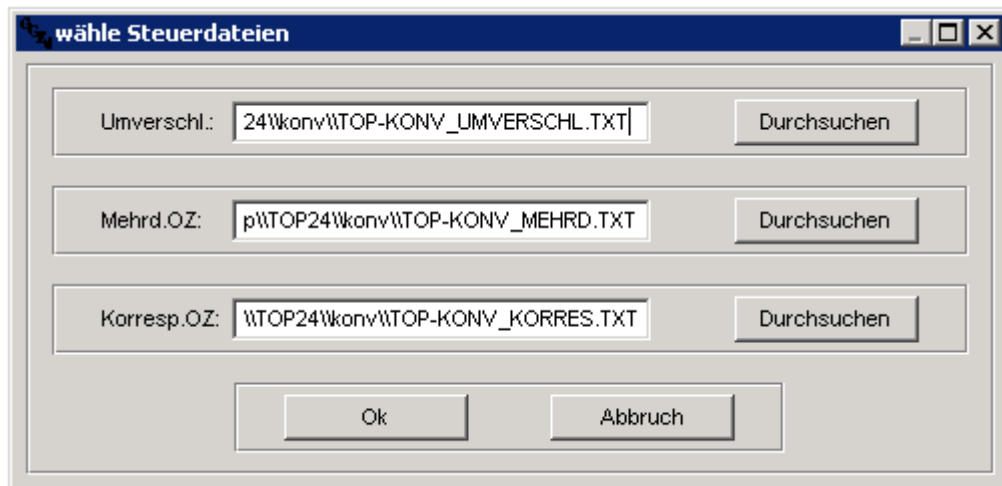 wähle Steuerdateien
Umverschl.: 24\\konv\\TOP-KONV_UMVERSCHL.TXT Durchsuchen
Mehrd.OZ: p\\TOP24\\konv\\TOP-KONV_MEHRD.TXT Durchsuchen
Korresp.OZ: \\TOP24\\konv\\TOP-KONV_KORRES.TXT Durchsuchen
Ok Abbruch